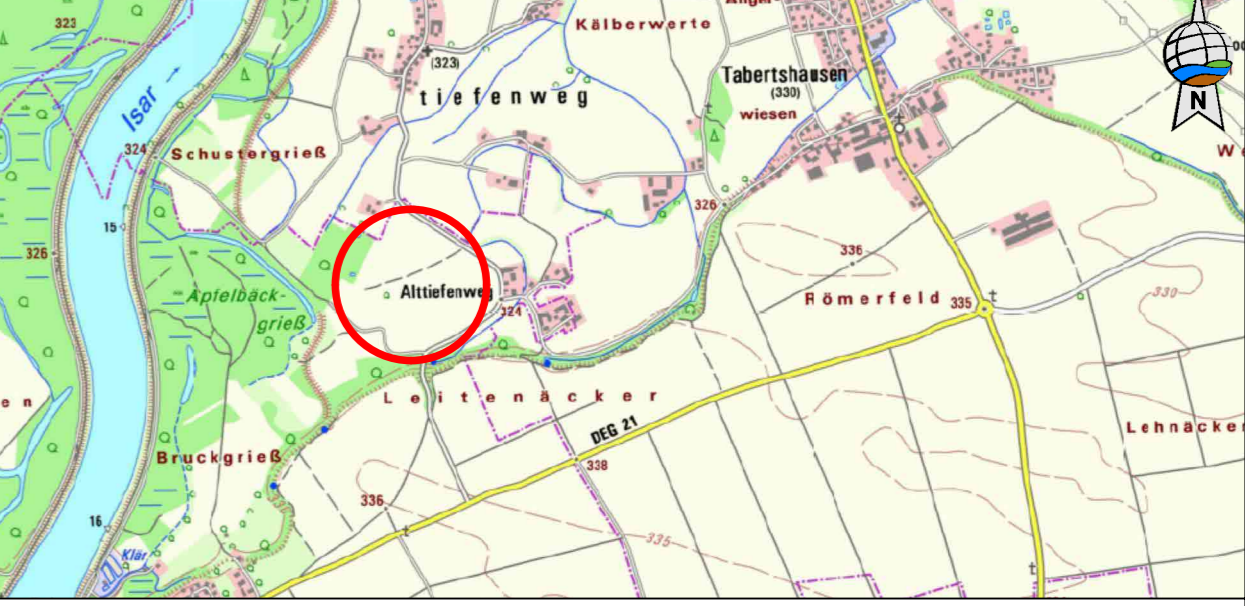 323
Kälberwerte
(323)
Tabertshausen
(330)
tiefenweg
wiesen
N
Isar
324
Schustergrieß
326
15
326
336
Apfelbäck-
grieß
Alttiefenweg
324
Römerfeld
335
330
en
Leitenäcker
DEG 21
Lehnäcker
Bruckgrieß
338
336
16
335
Klär